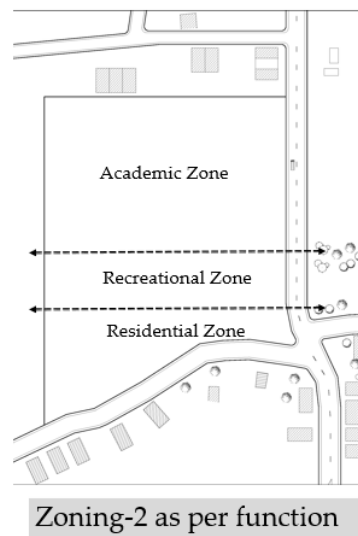 Academic Zone
Recreational Zone
Residential Zone
Zoning-2 as per function